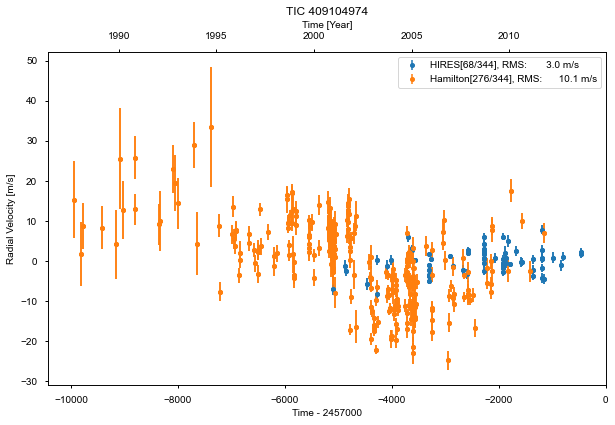 TIC 409104974
Time [Year]
1990 1995 2000 2005 2010
HIRES[68/344], RMS: 3.0 m/s
Hamilton[276/344], RMS: 10.1 m/s
Radial Velocity [m/s]
50
40
30
20
10
0
−10
−20
−30
−10000 −8000 −6000 −4000 −2000 0
Time - 2457000